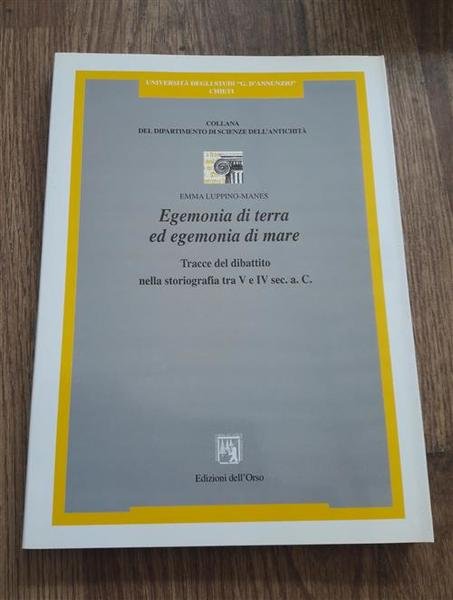 UNIVERSITÀ DEGLI STUDI "G. D'ANNUNZIO"
CHIETI
COLLANA
DEL DIPARTIMENTO DI SCIENZE DELL'ANTICHITÀ
EMMA LUPPINO-MANES
Egemonia di terra
ed egemonia di mare
Tracce del dibattito
nella storiografia tra V e IV sec. a. C.
Edizioni dell'Orso